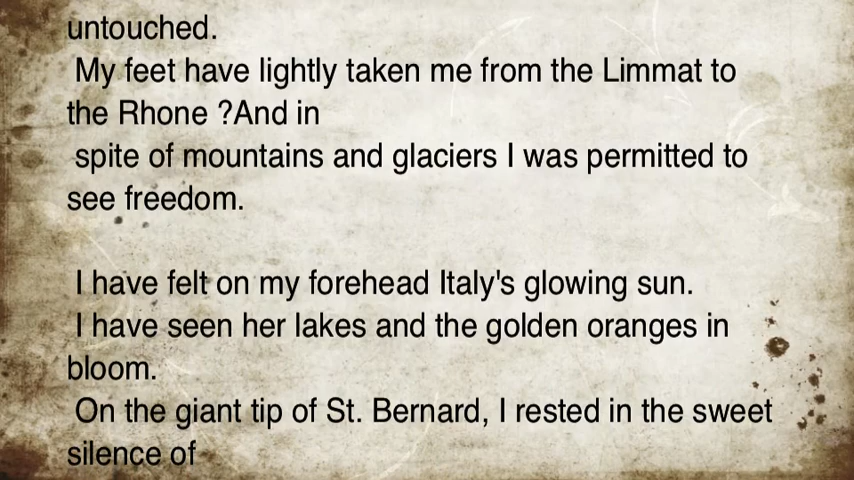 untouched.
My feet have lightly taken me from the Limmat to
the Rhone ?And in
spite of mountains and glaciers I was permitted to
see freedom.
I have felt on my forehead Italy's glowing sun.
I have seen her lakes and the golden oranges in
bloom.
On the giant tip of St. Bernard, I rested in the sweet
silence of